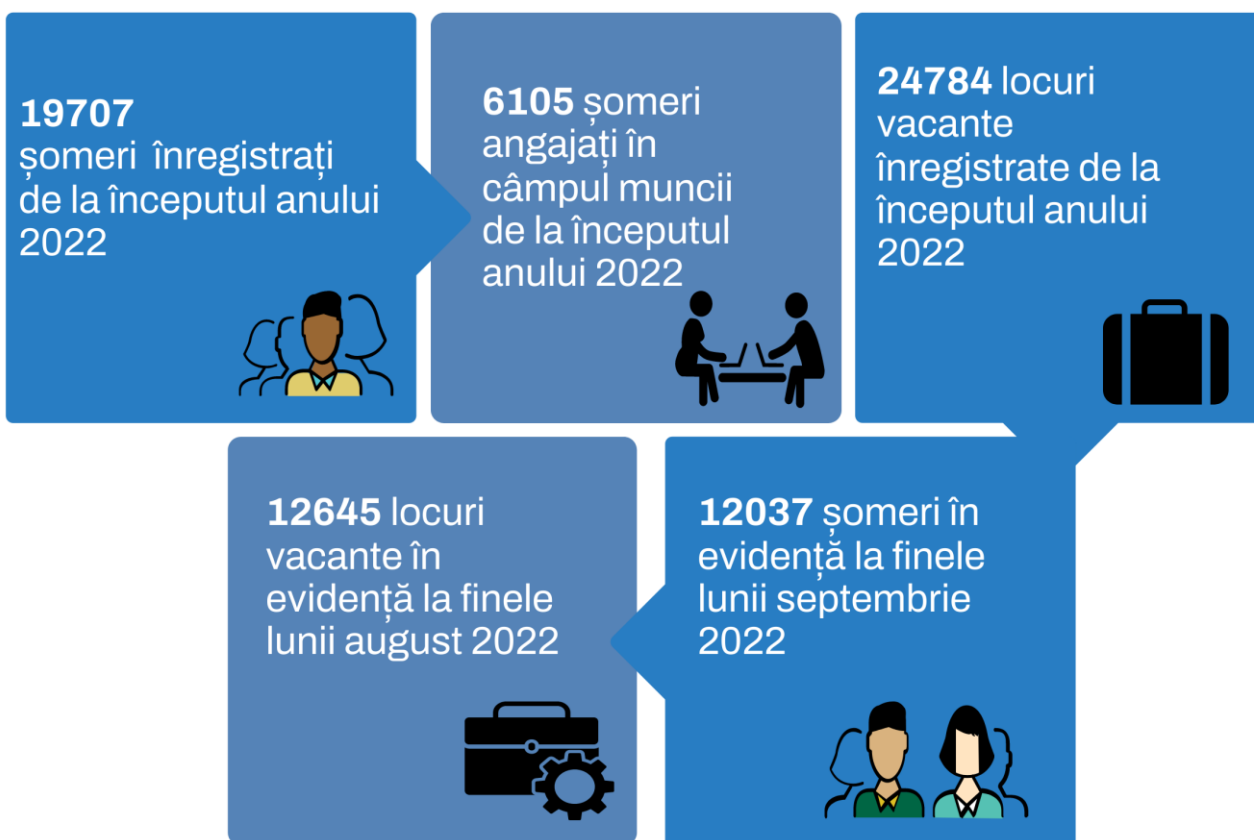 19707
șomeri înregistrați
de la începutul anului
2022
6105 șomeri
angajați în
câmpul muncii
de la începutul
anului 2022
24784 locuri
vacante
înregistrate de la
începutul anului
2022
12645 locuri
vacante în
evidență la finele
lunii august 2022
12037 șomeri în
evidență la finele
lunii septembrie
2022